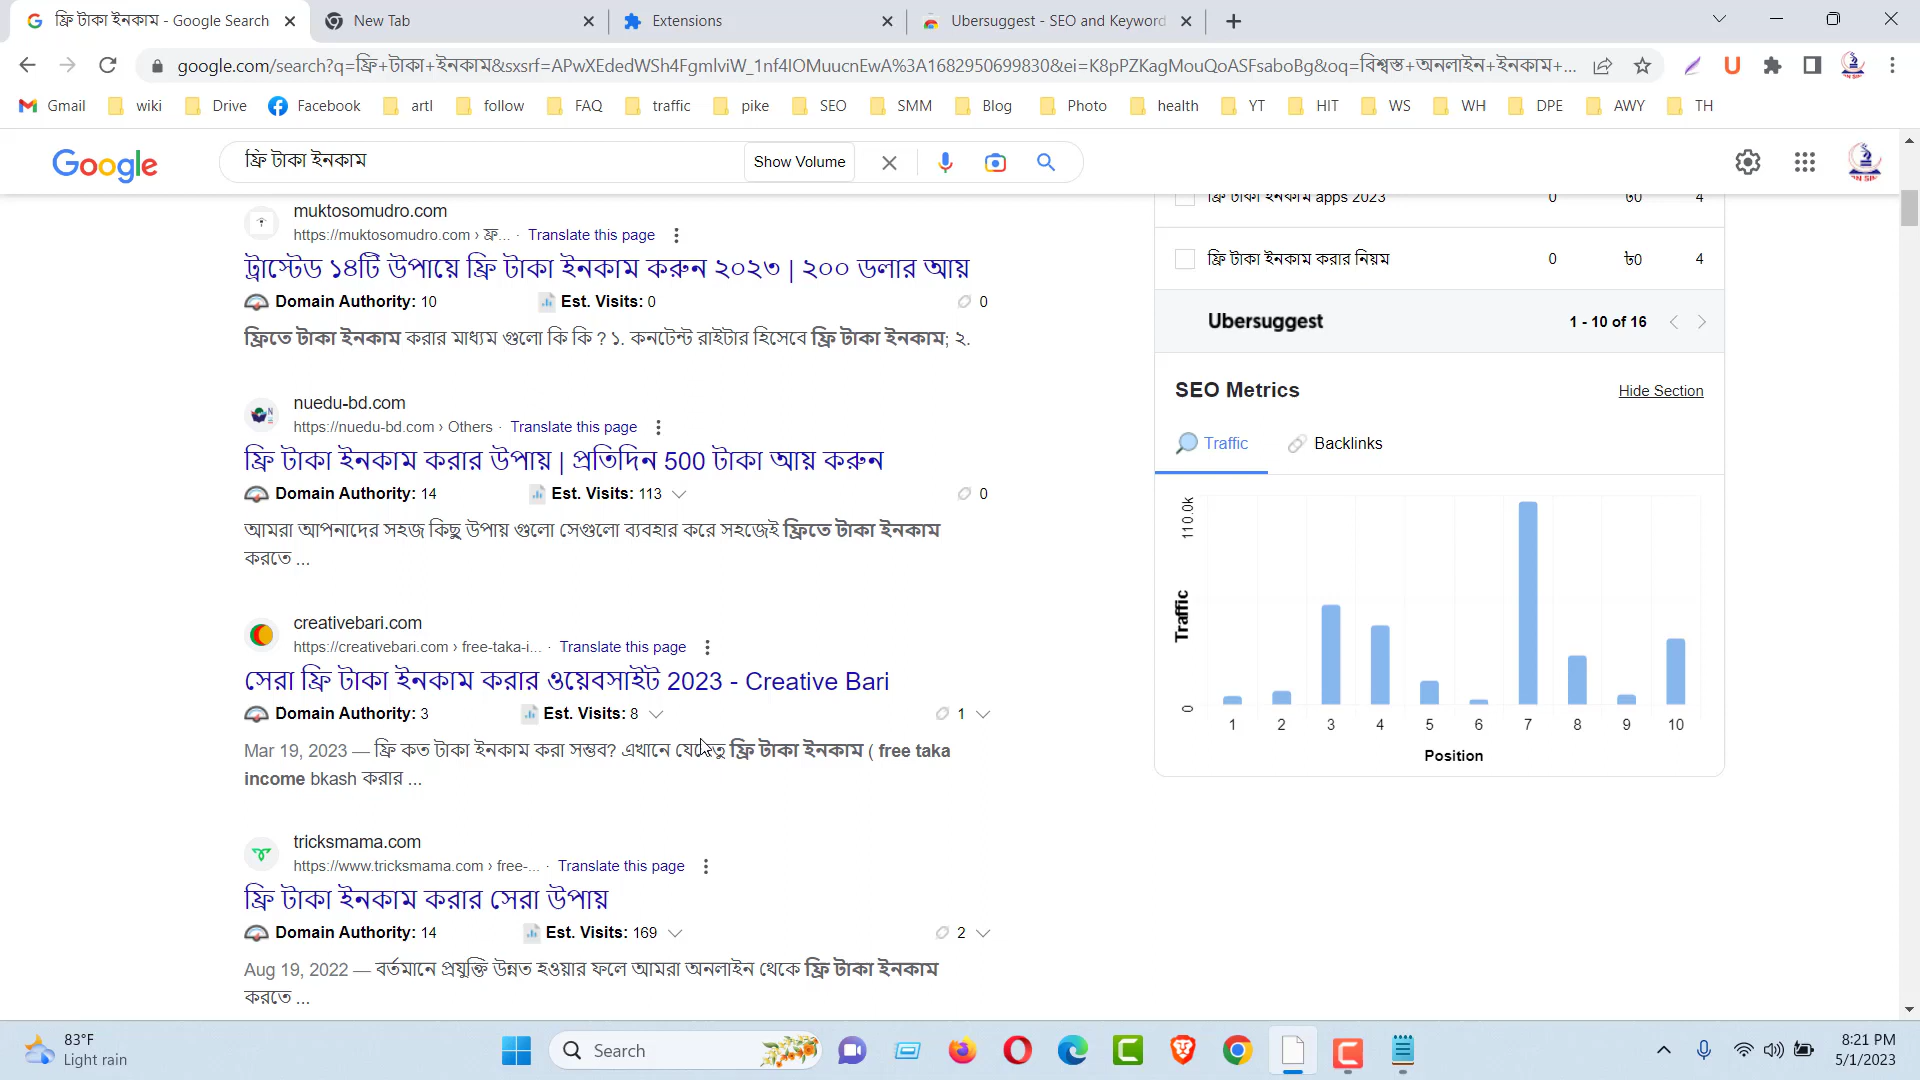 ফ্রি টাকা ইনকাম - Google Search
New Tab
Extensions
Ubersuggest - SEO and Keyword
google.com/search?q=ফ্রি+টাকা+ইনকাম&sxsrf=APwXEdedWSh4FgmlviW_1nf4IOMuucnEwA%3A1682950699830&ei=K8pPZKagMouQoASFsaboBg&oq=বিশ্বস্ত+অনলাইন+ইনকাম+...
Gmail wiki Drive Facebook artl follow FAQ traffic pike SEO SMM Blog Photo health YT HIT WS WH DPE AWY TH
Google
ফ্রি টাকা ইনকাম
Show Volume
muktosomudro.com
https://muktosomudro.com › ফ্র... · Translate this page
ট্রাস্টেড ১৪টি উপায়ে ফ্রি টাকা ইনকাম করুন ২০২৩ | ২০০ ডলার আয়
Domain Authority: 10 Est. Visits: 0 0
ফ্রিতে টাকা ইনকাম করার মাধ্যম গুলো কি কি ? ১. কনটেন্ট রাইটার হিসেবে ফ্রি টাকা ইনকাম; ২.
nuedu-bd.com
https://nuedu-bd.com › Others · Translate this page
ফ্রি টাকা ইনকাম করার উপায় | প্রতিদিন 500 টাকা আয় করুন
Domain Authority: 14 Est. Visits: 113 0
আমরা আপনাদের সহজ কিছু উপায় গুলো সেগুলো ব্যবহার করে সহজেই ফ্রিতে টাকা ইনকাম
করতে ...
creativebari.com
https://creativebari.com › free-taka-i... · Translate this page
সেরা ফ্রি টাকা ইনকাম করার ওয়েবসাইট 2023 - Creative Bari
Domain Authority: 3 Est. Visits: 8 1
Mar 19, 2023 — ফ্রি কত টাকা ইনকাম করা সম্ভব? এখানে যেহেতু ফ্রি টাকা ইনকাম ( free taka
income bkash করার ...
tricksmama.com
https://www.tricksmama.com › free-... · Translate this page
ফ্রি টাকা ইনকাম করার সেরা উপায়
Domain Authority: 14 Est. Visits: 169 2
Aug 19, 2022 — বর্তমানে প্রযুক্তি উন্নত হওয়ার ফলে আমরা অনলাইন থেকে ফ্রি টাকা ইনকাম
করতে ...
ফ্রি টাকা ইনকাম apps 2023 0 ৳0 4
ফ্রি টাকা ইনকাম করার নিয়ম 0 ৳0 4
Ubersuggest 1 - 10 of 16
SEO Metrics Hide Section
Traffic Backlinks
110.0k
Traffic
0
1 2 3 4 5 6 7 8 9 10
Position
83°F
Light rain
Search
8:21 PM
5/1/2023